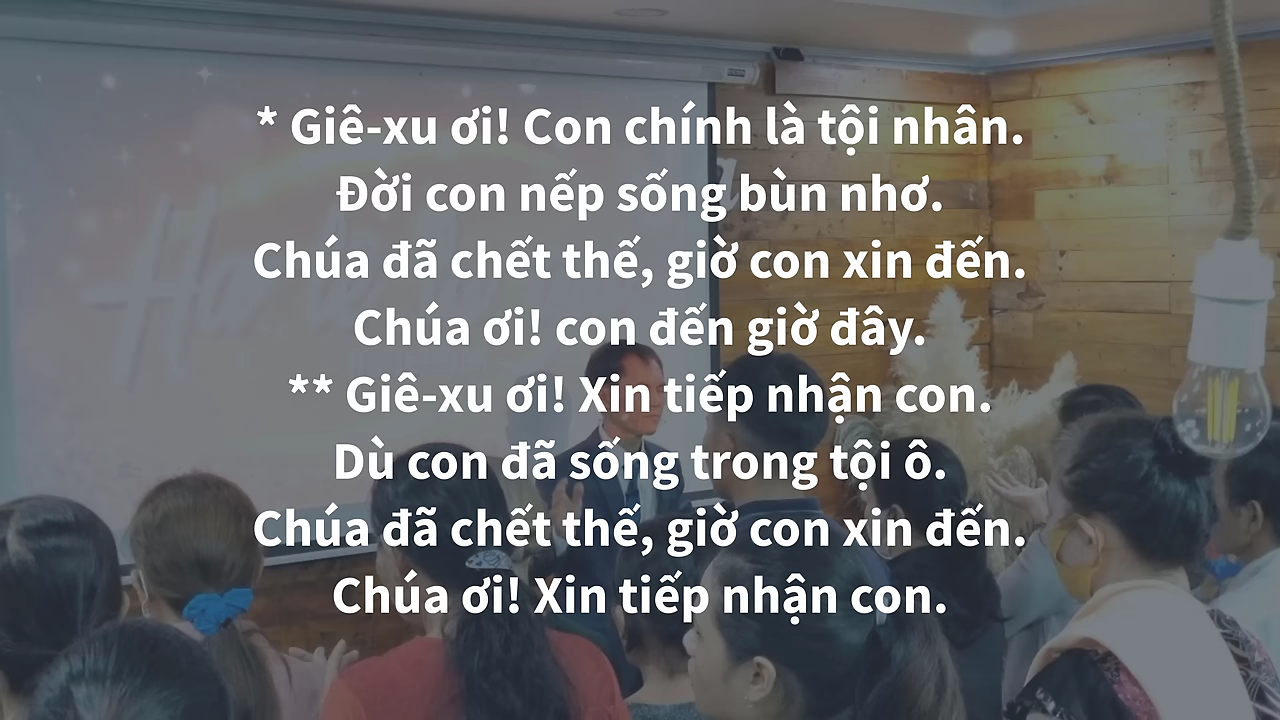 * Giê-xu ơi! Con chính là tội nhân.
Đời con nếp sống bùn nhơ.
Chúa đã chết thế, giờ con xin đến.
Chúa ơi! con đến giờ đây.
** Giê-xu ơi! Xin tiếp nhận con.
Dù con đã sống trong tội ô.
Chúa đã chết thế, giờ con xin đến.
Chúa ơi! Xin tiếp nhận con.